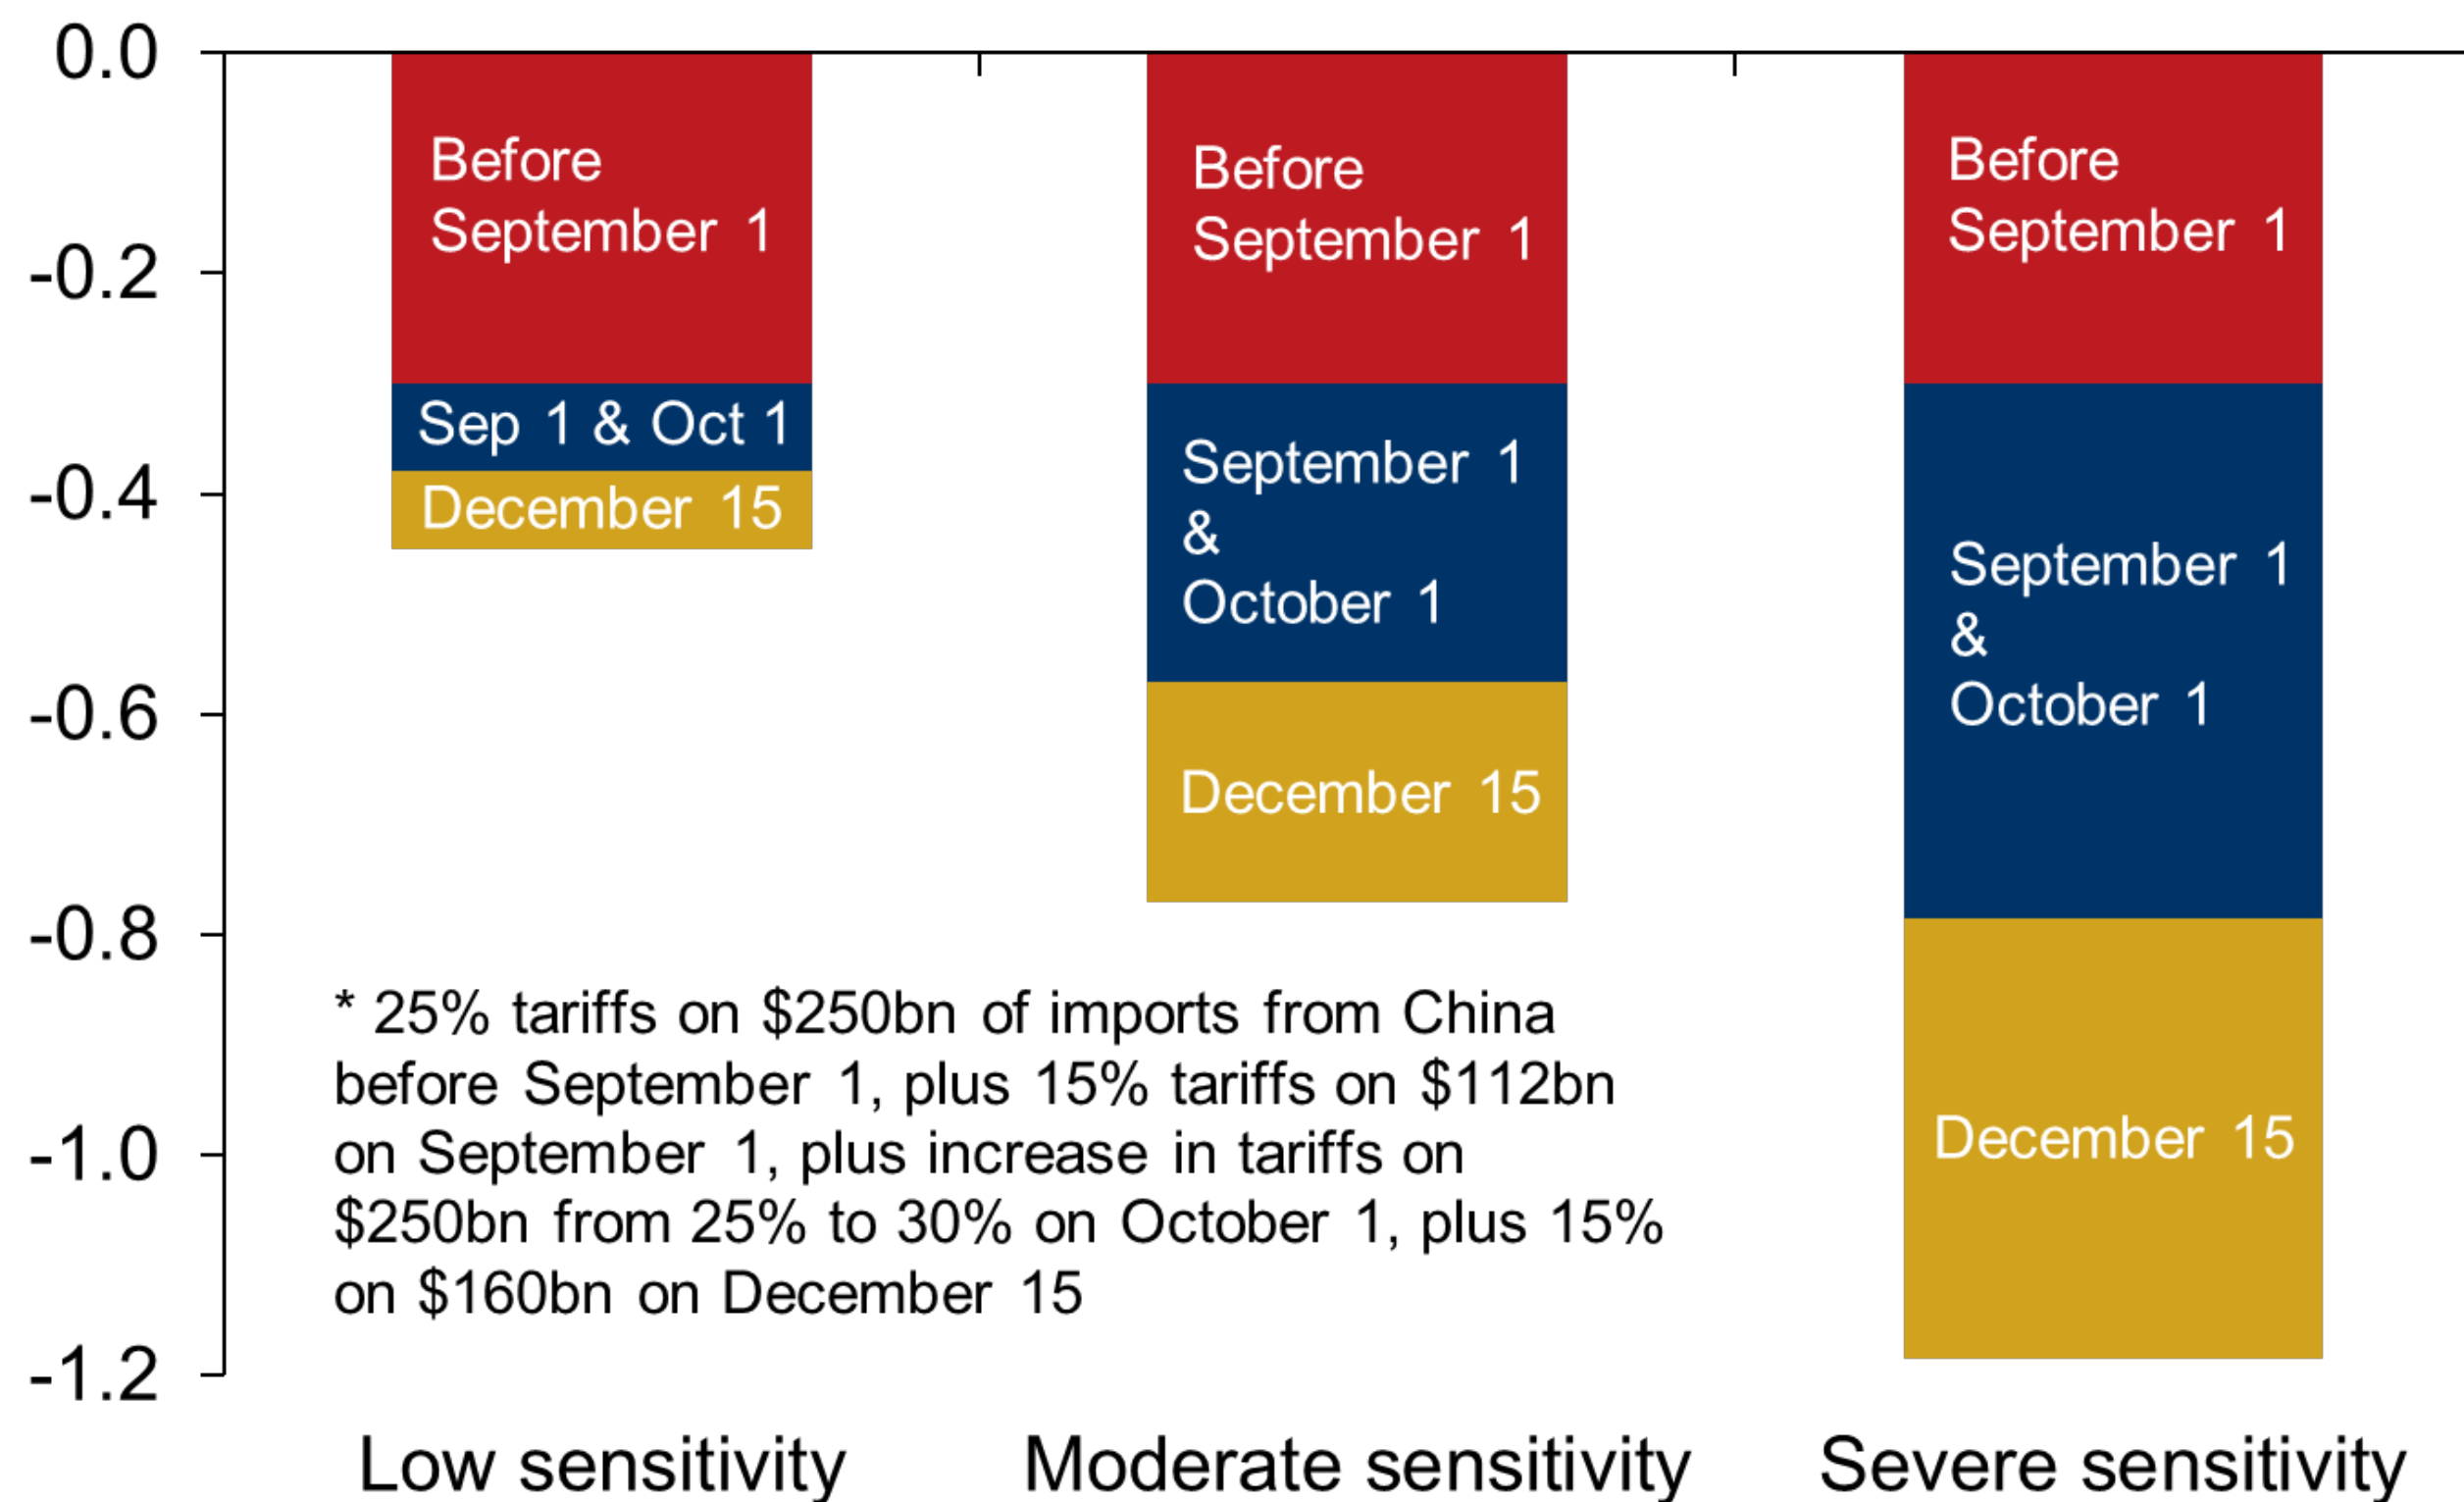 0.0
-0.2
-0.4
-0.6
-0.8
-1.0
-1.2
Before
September 1
Sep 1 & Oct 1
December 15
Before
September 1
September 1
&
October 1
December 15
Before
September 1
September 1
&
October 1
December 15
* 25% tariffs on $250bn of imports from China
before September 1, plus 15% tariffs on $112bn
on September 1, plus increase in tariffs on
$250bn from 25% to 30% on October 1, plus 15%
on $160bn on December 15
Low sensitivity
Moderate sensitivity
Severe sensitivity